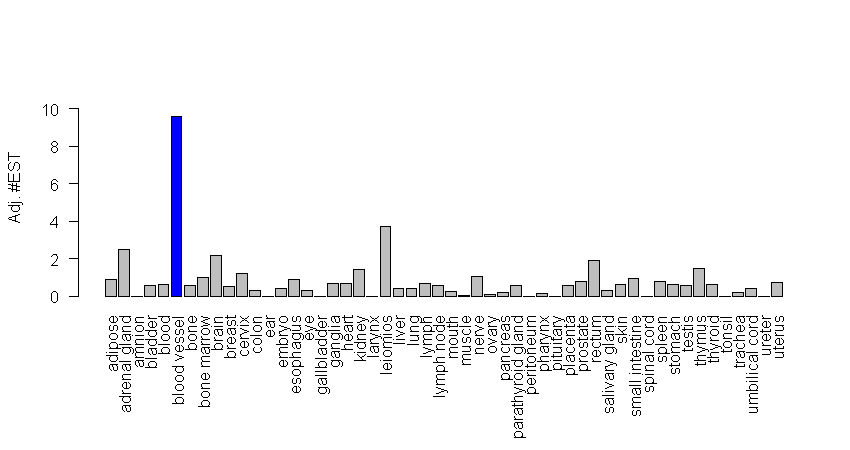 Adj. #EST
10
8
6
4
2
0
adipose
adrenal gland
amnion
bladder
blood
blood vessel
bone
bone marrow
brain
breast
cervix
colon
ear
embryo
esophagus
eye
gallbladder
ganglia
heart
kidney
larynx
leiomios
liver
lung
lymph
lymph node
mouth
muscle
nerve
ovary
pancreas
parathyroid gland
peritoneum
pharynx
pituitary
placenta
prostate
rectum
salivary gland
skin
small intestine
spinal cord
spleen
stomach
testis
thymus
thyroid
tonsil
trachea
umbilical cord
ureter
uterus